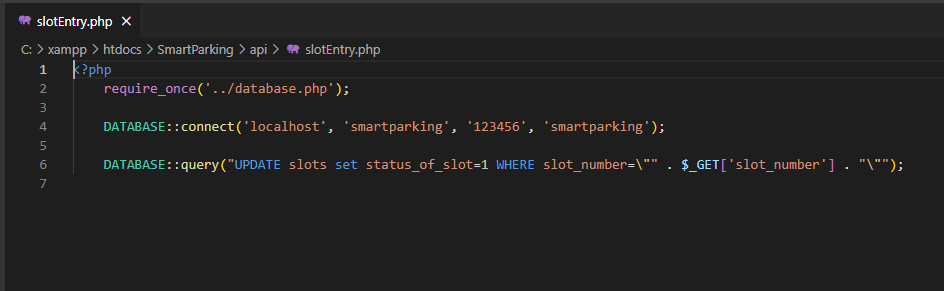 slotEntry.php ×
C: > xampp > htdocs > SmartParking > api > slotEntry.php
1 <?php
2 require_once('../database.php');
3
4 DATABASE::connect('localhost', 'smartparking', '123456', 'smartparking');
5
6 DATABASE::query("UPDATE slots set status_of_slot=1 WHERE slot_number=\"" . $_GET['slot_number'] . "\"");
7